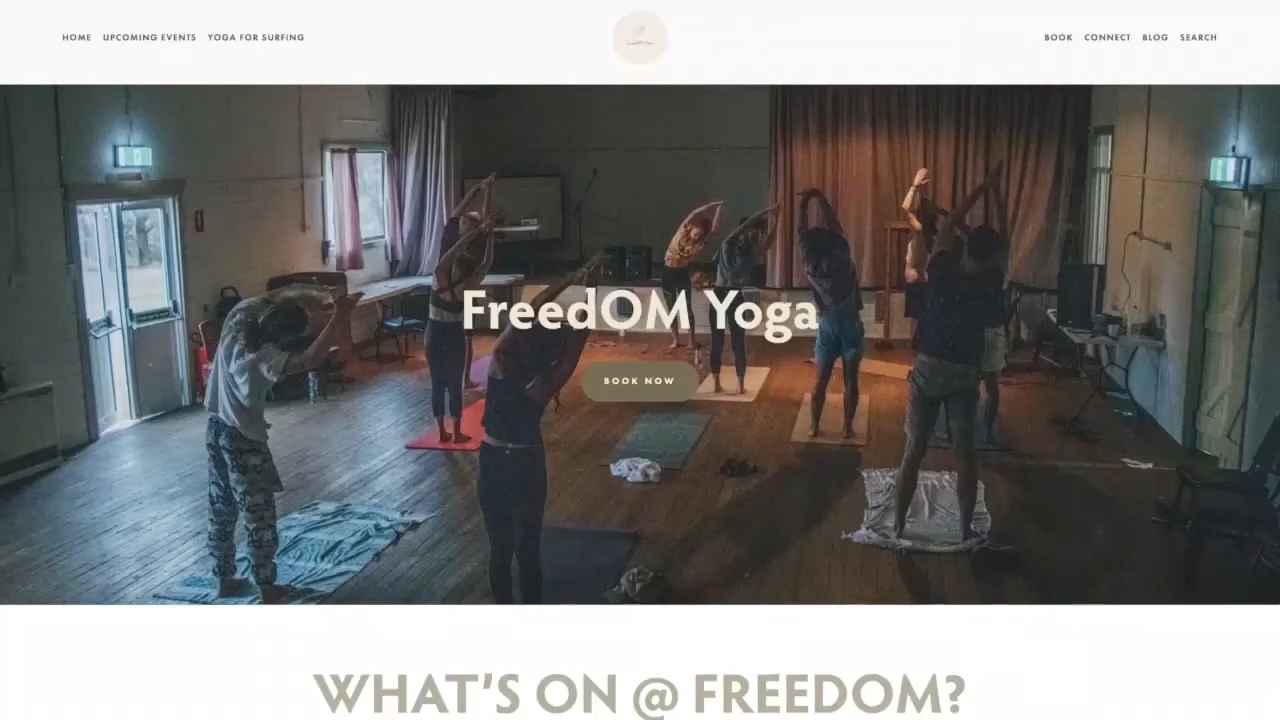 HOME UPCOMING EVENTS YOGA FOR SURFING
BOOK CONNECT BLOG SEARCH
FreedOM Yoga
BOOK NOW
WHAT'S ON @ FREEDOM?